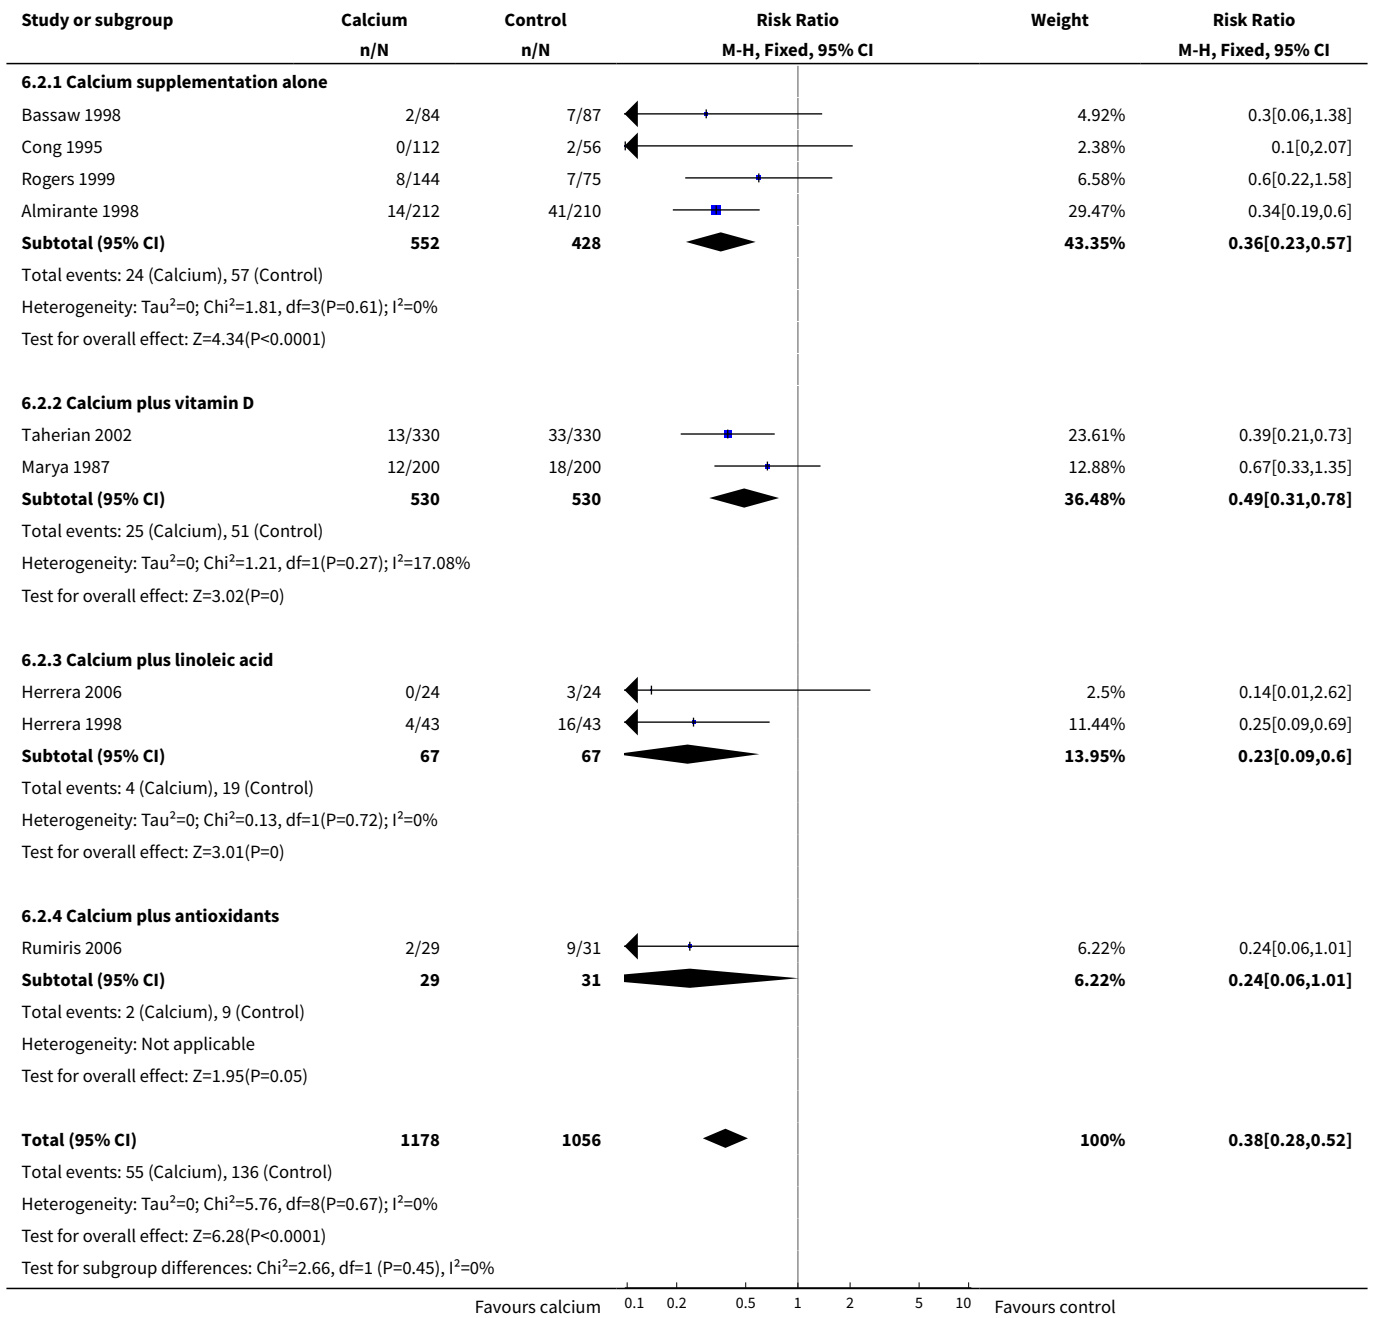 Study or subgroup Calcium Control Risk Ratio Weight Risk Ratio
n/N n/N M-H, Fixed, 95% CI M-H, Fixed, 95% CI
6.2.1 Calcium supplementation alone
Bassaw 1998 2/84 7/87 4.92% 0.3[0.06,1.38]
Cong 1995 0/112 2/56 2.38% 0.1[0,2.07]
Rogers 1999 8/144 7/75 6.58% 0.6[0.22,1.58]
Almirante 1998 14/212 41/210 29.47% 0.34[0.19,0.6]
Subtotal (95% CI) 552 428 43.35% 0.36[0.23,0.57]
Total events: 24 (Calcium), 57 (Control)
Heterogeneity: Tau²=0; Chi²=1.81, df=3(P=0.61); I²=0%
Test for overall effect: Z=4.34(P<0.0001)
6.2.2 Calcium plus vitamin D
Taherian 2002 13/330 33/330 23.61% 0.39[0.21,0.73]
Marya 1987 12/200 18/200 12.88% 0.67[0.33,1.35]
Subtotal (95% CI) 530 530 36.48% 0.49[0.31,0.78]
Total events: 25 (Calcium), 51 (Control)
Heterogeneity: Tau²=0; Chi²=1.21, df=1(P=0.27); I²=17.08%
Test for overall effect: Z=3.02(P=0)
6.2.3 Calcium plus linoleic acid
Herrera 2006 0/24 3/24 2.5% 0.14[0.01,2.62]
Herrera 1998 4/43 16/43 11.44% 0.25[0.09,0.69]
Subtotal (95% CI) 67 67 13.95% 0.23[0.09,0.6]
Total events: 4 (Calcium), 19 (Control)
Heterogeneity: Tau²=0; Chi²=0.13, df=1(P=0.72); I²=0%
Test for overall effect: Z=3.01(P=0)
6.2.4 Calcium plus antioxidants
Rumiris 2006 2/29 9/31 6.22% 0.24[0.06,1.01]
Subtotal (95% CI) 29 31 6.22% 0.24[0.06,1.01]
Total events: 2 (Calcium), 9 (Control)
Heterogeneity: Not applicable
Test for overall effect: Z=1.95(P=0.05)
Total (95% CI) 1178 1056 100% 0.38[0.28,0.52]
Total events: 55 (Calcium), 136 (Control)
Heterogeneity: Tau²=0; Chi²=5.76, df=8(P=0.67); I²=0%
Test for overall effect: Z=6.28(P<0.0001)
Test for subgroup differences: Chi²=2.66, df=1 (P=0.45), I²=0%
Favours calcium 0.1 0.2 0.5 1 2 5 10 Favours control